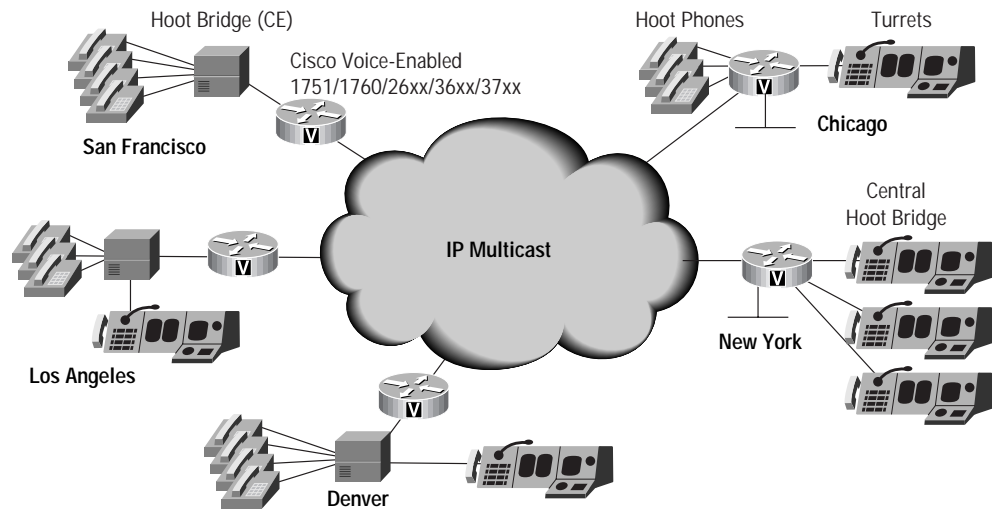 Hoot Bridge (CE)
Cisco Voice-Enabled
1751/1760/26xx/36xx/37xx
V
San Francisco
Hoot Phones
Turrets
V
Chicago
IP Multicast
V
Los Angeles
Central
Hoot Bridge
V
New York
V
Denver